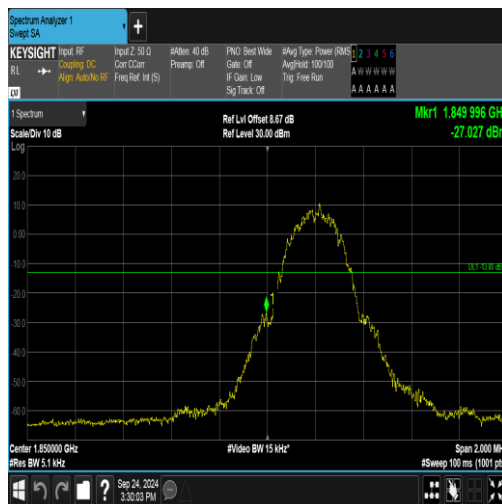 Spectrum Analyzer 1
Swept SA
+
KEYSIGHT
RL
Input: RF
Coupling: DC
Align: Auto/No RF
Input Z: 50 Ω
Corr CCorr
Freq Ref: Int (S)
#Atten: 40 dB
Preamp: Off
PNO: Best Wide
Gate: Off
IF Gain: Low
Sig Track: Off
#Avg Type: Power (RMS
Avg|Hold: 100/100
Trig: Free Run
1 2 3 4 5 6
A W W W W W
A A A A A A
1 Spectrum
Scale/Div 10 dB
Ref Lvl Offset 8.67 dB
Ref Level 30.00 dBm
Mkr1 1.849 996 GH
-27.027 dBr
Log
20.0
10.0
0.00
-10.0
-20.0
-30.0
-40.0
-50.0
-60.0
DL1 -13.00 dB
1
Center 1.850000 GHz
#Res BW 5.1 kHz
#Video BW 15 kHz*
Span 2.000 MH
#Sweep 100 ms (1001 pt
?
Sep 24, 2024
3:30:03 PM